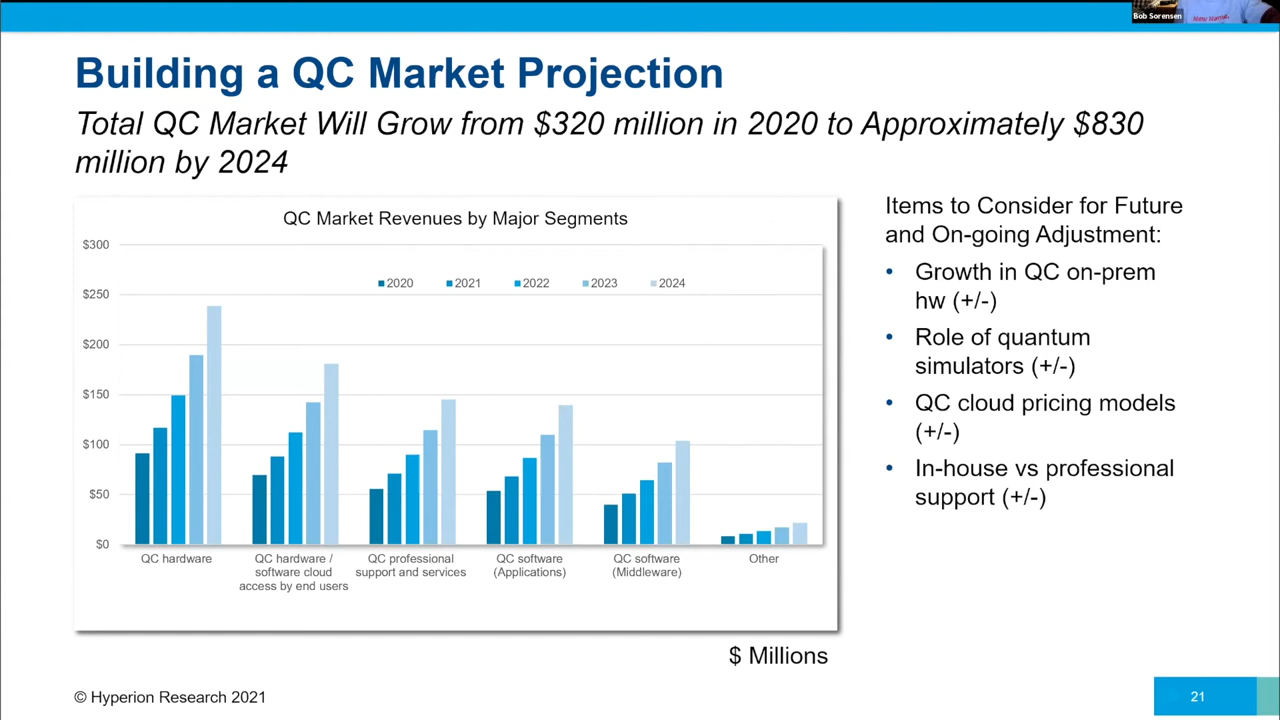 Bob Sorensen
New Name.
Building a QC Market Projection
Total QC Market Will Grow from $320 million in 2020 to Approximately $830
million by 2024
QC Market Revenues by Major Segments
$300
$250
$200
$150
$100
$50
$0
2020 2021 2022 2023 2024
QC hardware
QC hardware /
software cloud
access by end users
QC professional
support and services
QC software
(Applications)
QC software
(Middleware)
Other
$ Millions
Items to Consider for Future
and On-going Adjustment:
• Growth in QC on-prem
hw (+/-)
• Role of quantum
simulators (+/-)
• QC cloud pricing models
(+/-)
• In-house vs professional
support (+/-)
© Hyperion Research 2021
21